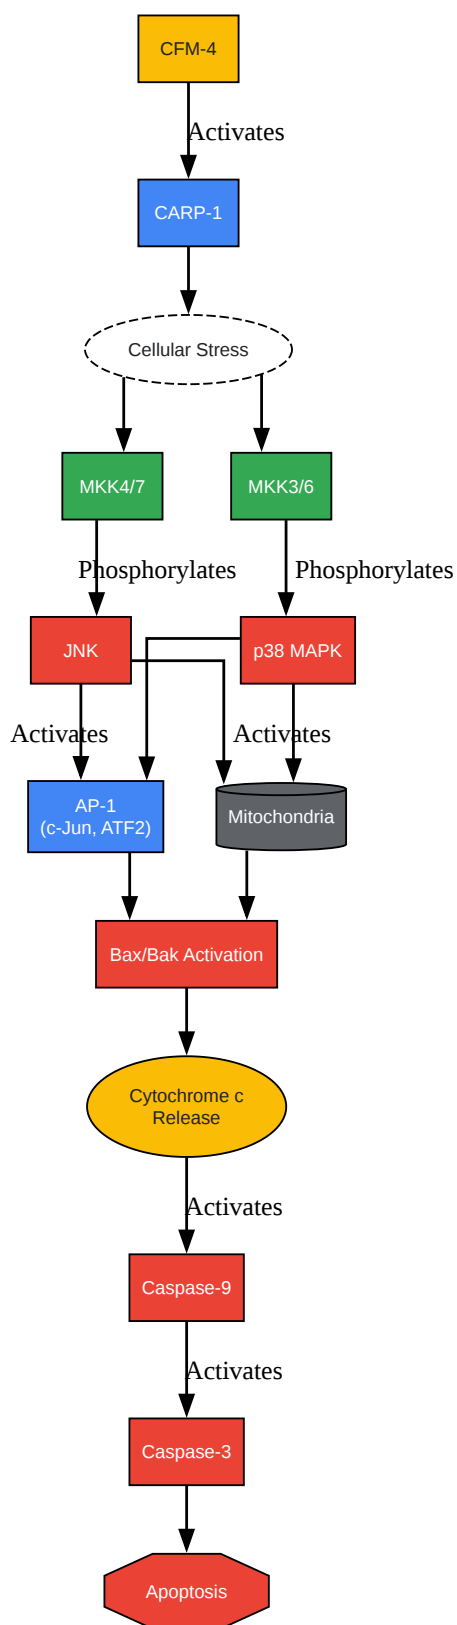 CFM-4
Activates
CARP-1
Cellular Stress
MKK4/7
MKK3/6
Phosphorylates
Phosphorylates
JNK
p38 MAPK
Activates
Activates
AP-1
(c-Jun, ATF2)
Mitochondria
Bax/Bak Activation
Cytochrome c
Release
Activates
Caspase-9
Activates
Caspase-3
Apoptosis